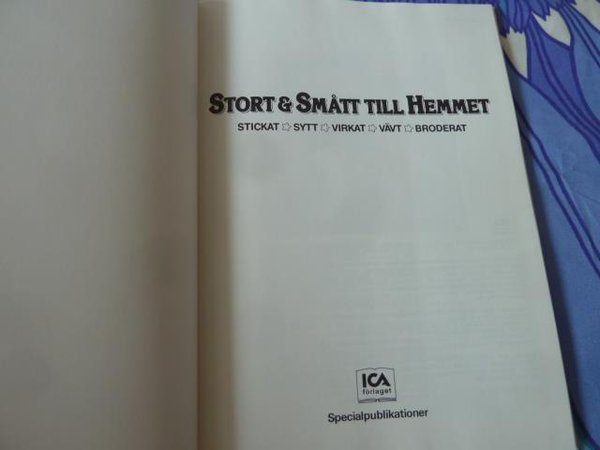 STORT & SMÅTT TILL HEMMET
STICKAT ☆ SYTT ☆ VIRKAT ☆ VÄVT ☆ BRODERAT
ICA
förlaget
Specialpublikationer